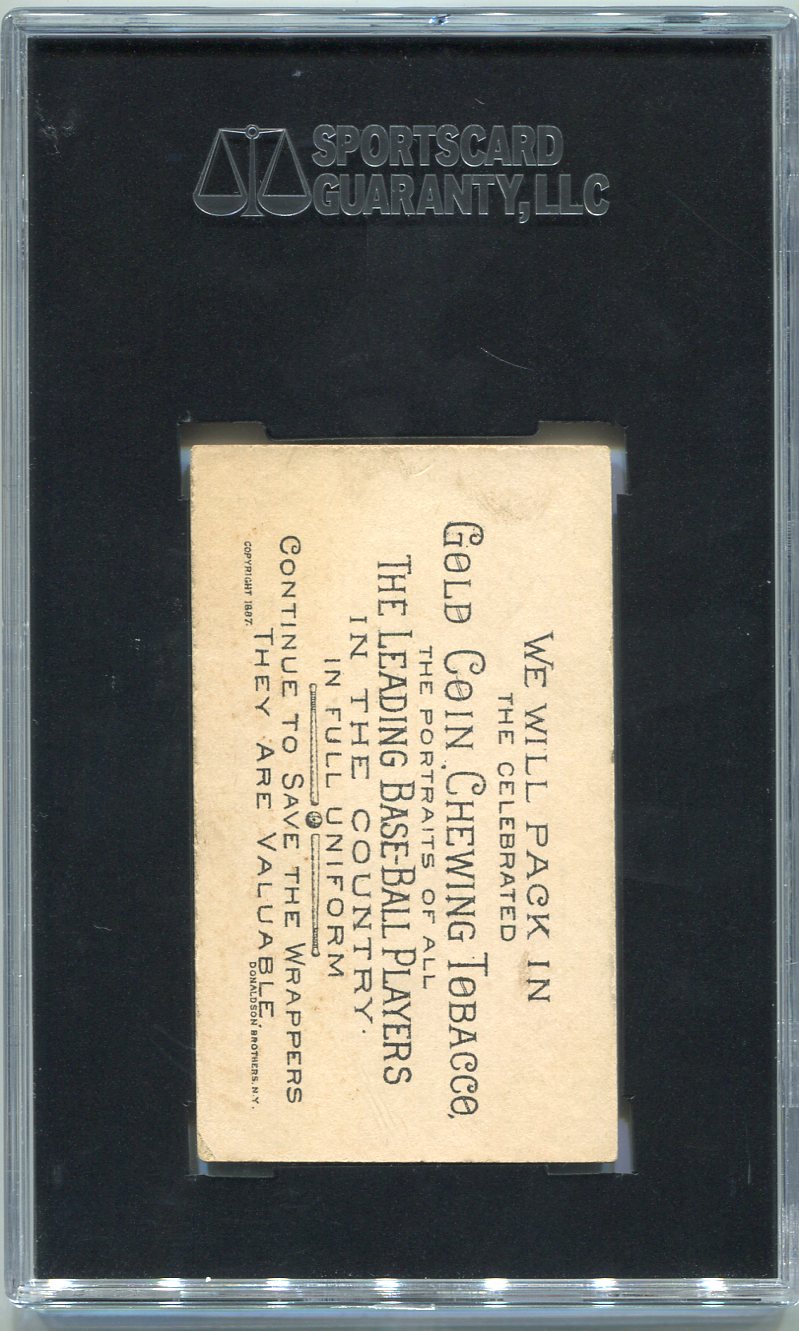 SPORTSCARD
GUARANTY, LLC
WE WILL PACK IN
THE CELEBRATED
GOLD COIN CHEWING TOBACCO,
THE PORTRAITS OF ALL
THE LEADING BASE-BALL PLAYERS
IN THE COUNTRY.
IN FULL UNIFORM
CONTINUE TO SAVE THE WRAPPERS
THEY ARE VALUABLE.
COPYRIGHT 1887.
DONALDSON BROTHERS, N.Y.